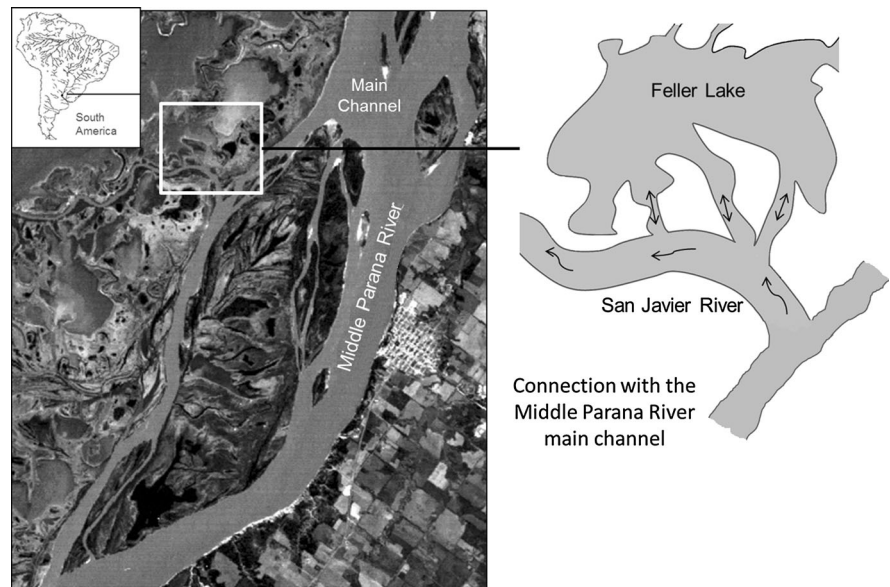 South
America
Main
Channel
Middle Parana River
Feller Lake
San Javier River
Connection with the
Middle Parana River
main channel